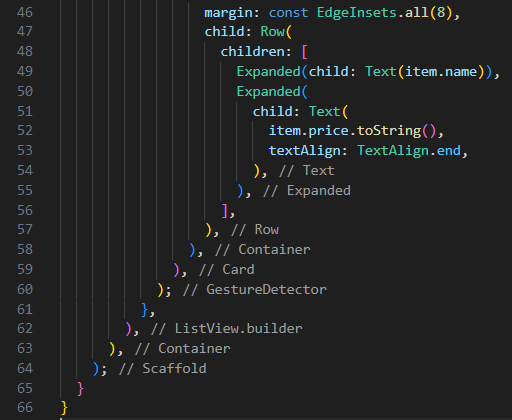 46 margin: const EdgeInsets.all(8),
47 child: Row(
48 children: [
49 Expanded(child: Text(item.name)),
50 Expanded(
51 child: Text(
52 item.price.toString(),
53 textAlign: TextAlign.end,
54 ), // Text
55 ), // Expanded
56 ],
57 ), // Row
58 ), // Container
59 ), // Card
60 ); // GestureDetector
61 },
62 ), // ListView.builder
63 ), // Container
64 ); // Scaffold
65 }
66 }